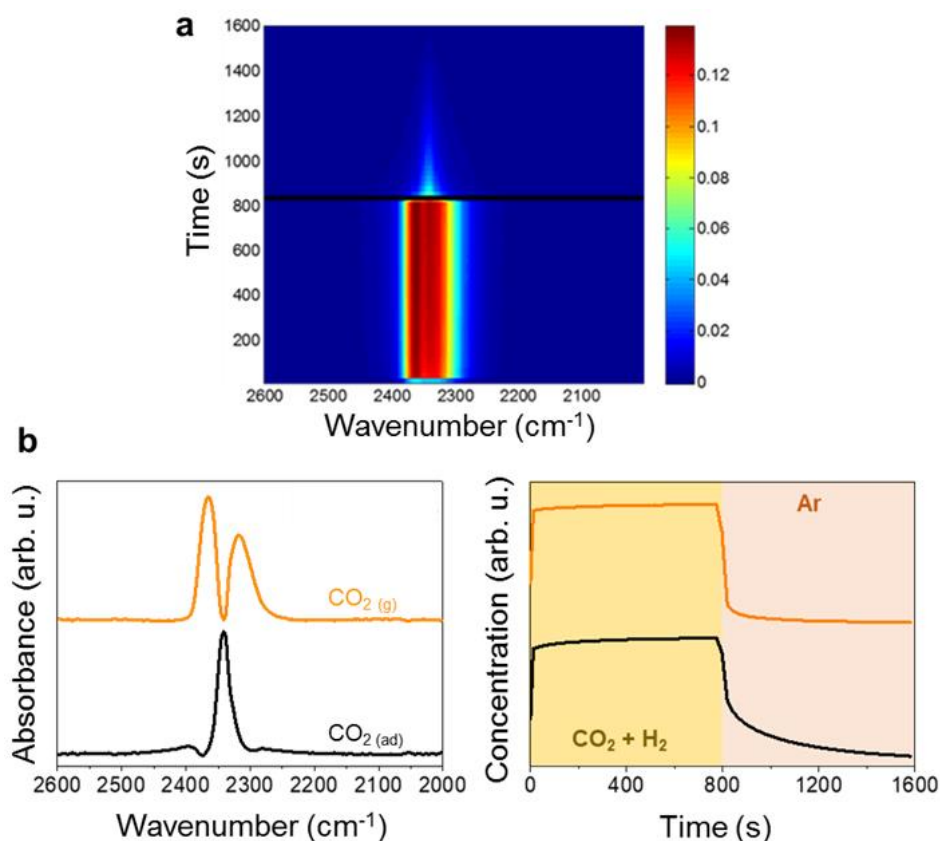 a
1600
1400
1200
1000
800
600
400
200
Time (s)
2600 2500 2400 2300 2200 2100
Wavenumber (cm-1)
0.12
0.1
0.08
0.06
0.04
0.02
0
b
Absorbance (arb. u.)
CO2 (g)
CO2 (ad)
2600 2500 2400 2300 2200 2100 2000
Wavenumber (cm-1)
Concentration (arb. u.)
Ar
CO2 + H2
0 400 800 1200 1600
Time (s)